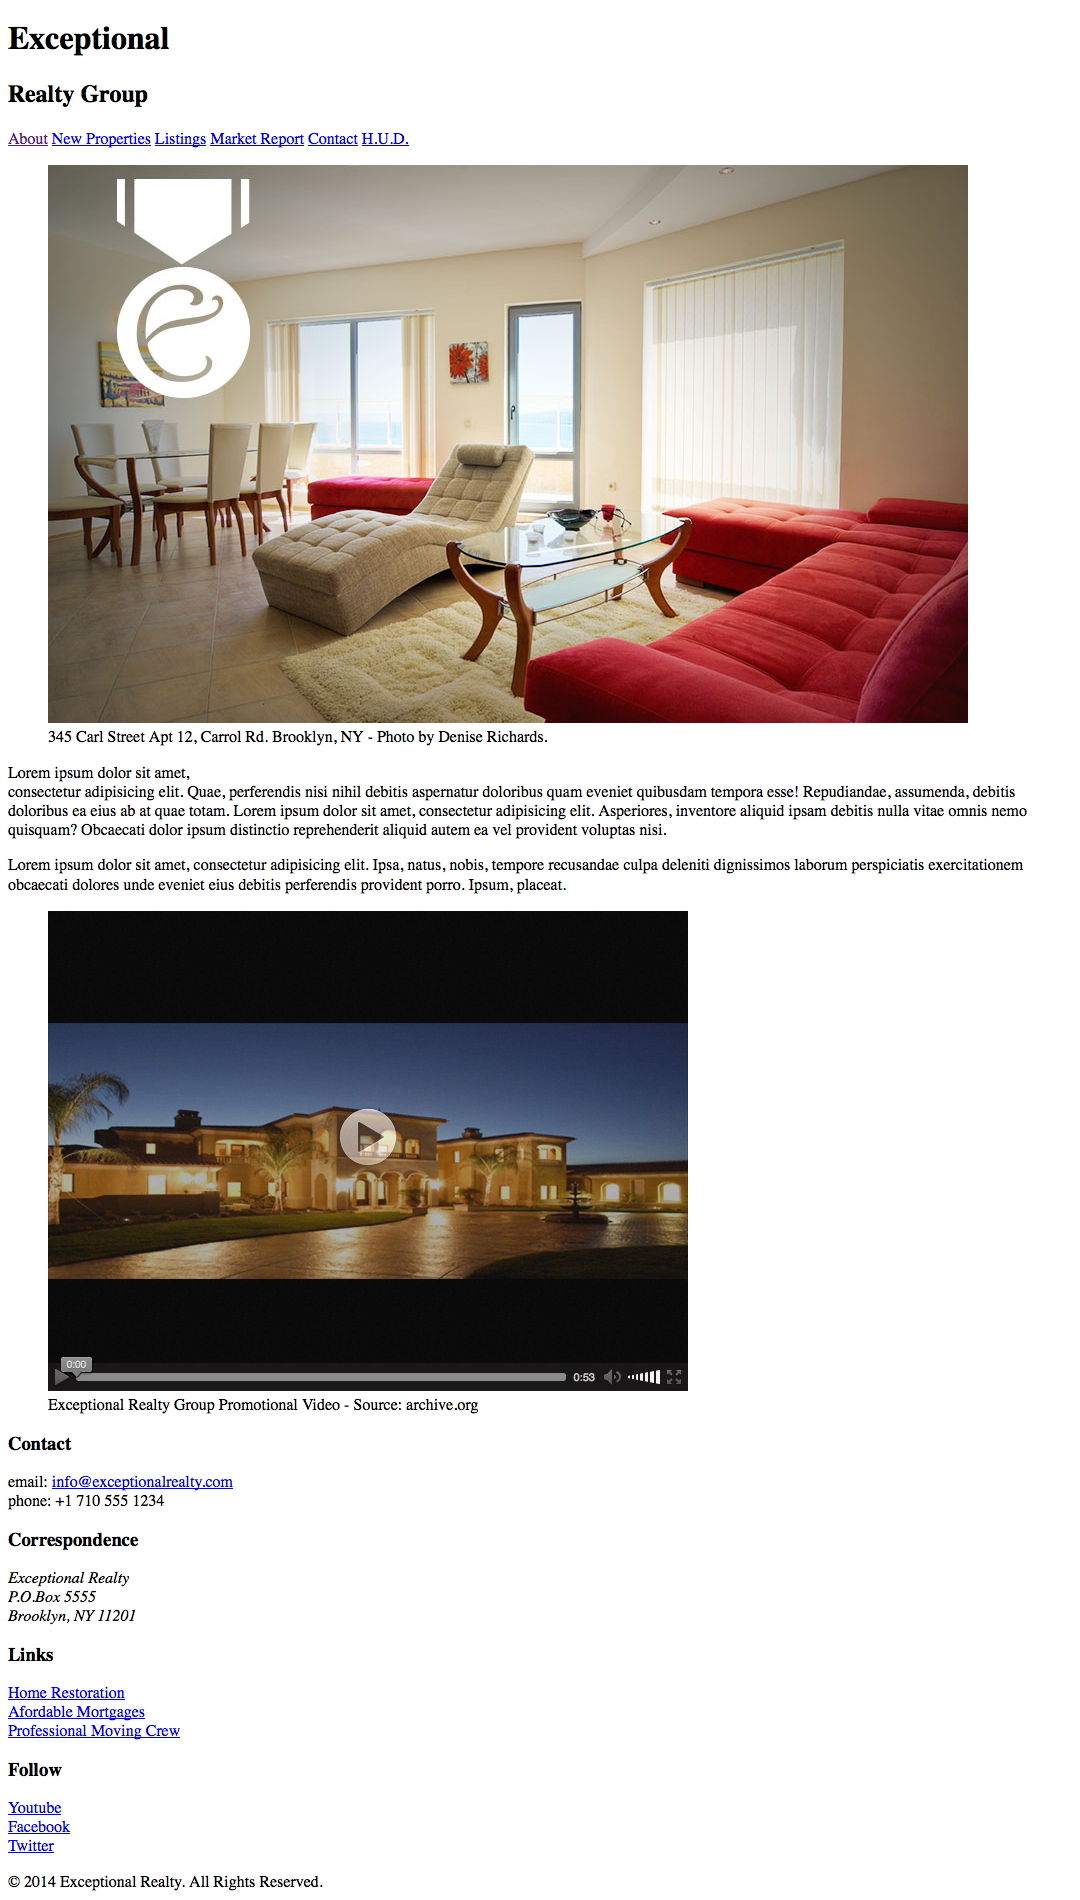 Exceptional
Realty Group
About New Properties Listings Market Report Contact H.U.D.
345 Carl Street Apt 12, Carrol Rd. Brooklyn, NY - Photo by Denise Richards.
Lorem ipsum dolor sit amet,
consectetur adipisicing elit. Quae, perferendis nisi nihil debitis aspernatur doloribus quam eveniet quibusdam tempora esse! Repudiandae, assumenda, debitis
doloribus ea eius ab at quae totam. Lorem ipsum dolor sit amet, consectetur adipisicing elit. Asperiores, inventore aliquid ipsam debitis nulla vitae omnis nemo
quisquam? Obcaecati dolor ipsum distinctio reprehenderit aliquid autem ea vel provident voluptas nisi.
Lorem ipsum dolor sit amet, consectetur adipisicing elit. Ipsa, natus, nobis, tempore recusandae culpa deleniti dignissimos laborum perspiciatis exercitationem
obcaecati dolores unde eveniet eius debitis perferendis provident porro. Ipsum, placeat.
0:00
0:53
Exceptional Realty Group Promotional Video - Source: archive.org
Contact
email: info@exceptionalrealty.com
phone: +1 710 555 1234
Correspondence
Exceptional Realty
P.O.Box 5555
Brooklyn, NY 11201
Links
Home Restoration
Afordable Mortgages
Professional Moving Crew
Follow
Youtube
Facebook
Twitter
© 2014 Exceptional Realty. All Rights Reserved.